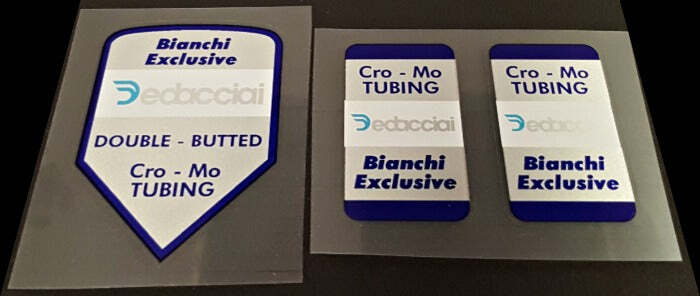 Bianchi
Exclusive
Dedacciai
DOUBLE - BUTTED
Cro - Mo
TUBING
Cro - Mo
TUBING
Dedacciai
Bianchi
Exclusive
Cro - Mo
TUBING
Dedacciai
Bianchi
Exclusive